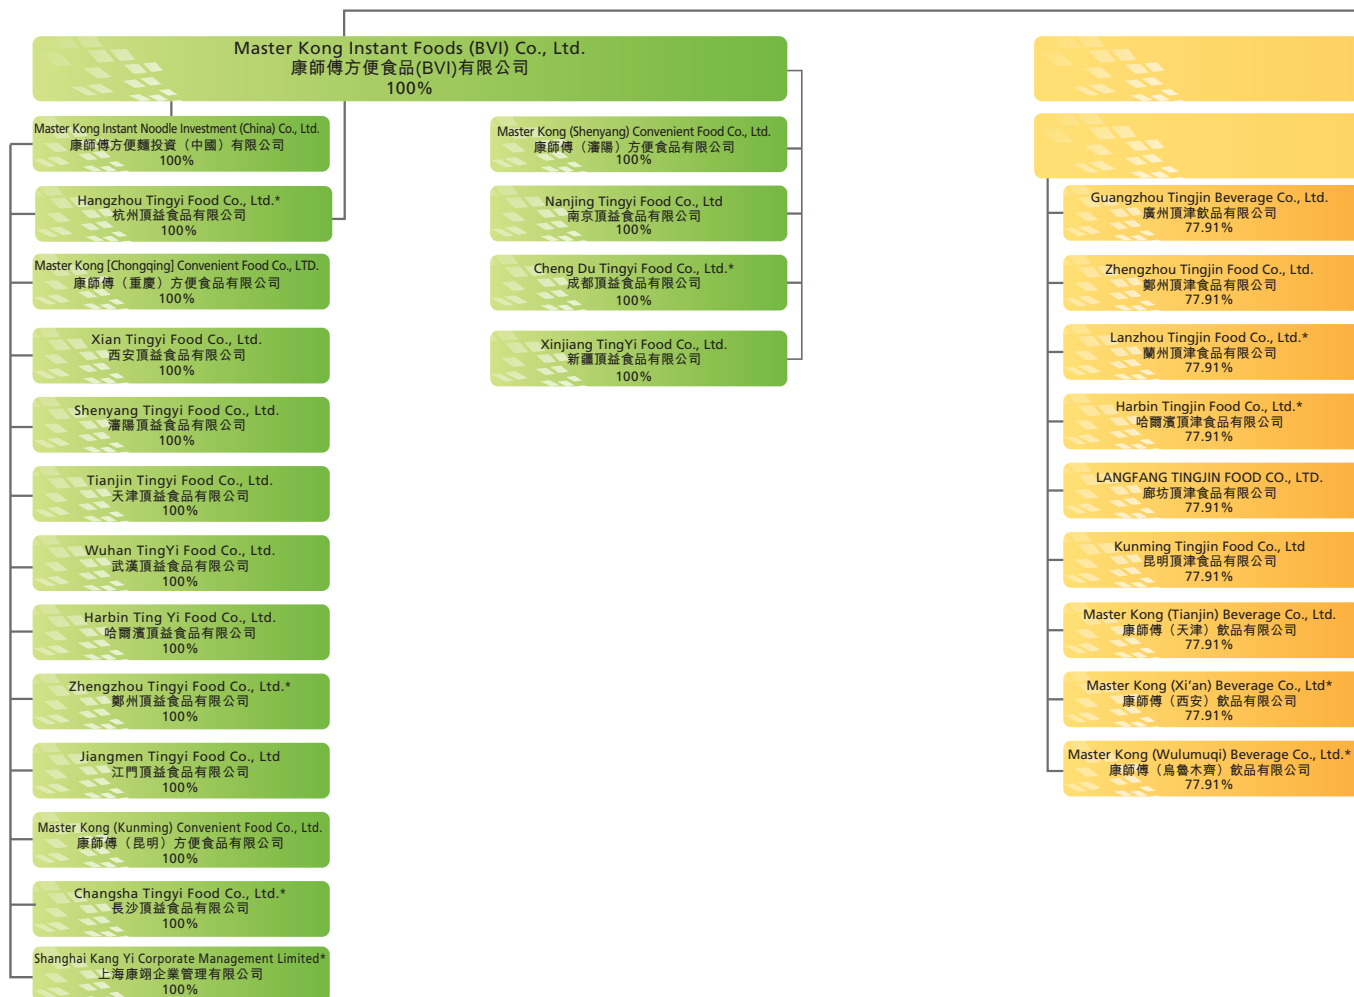 Master Kong Instant Foods (BVI) Co., Ltd.
康師傅方便食品(BVI)有限公司
100%
Master Kong Instant Noodle Investment (China) Co., Ltd.
康師傅方便麵投資（中國）有限公司
100%
Hangzhou Tingyi Food Co., Ltd.*
杭州頂益食品有限公司
100%
Master Kong [Chongqing] Convenient Food Co., LTD.
康師傅（重慶）方便食品有限公司
100%
Xian Tingyi Food Co., Ltd.
西安頂益食品有限公司
100%
Shenyang Tingyi Food Co., Ltd.
瀋陽頂益食品有限公司
100%
Tianjin Tingyi Food Co., Ltd.
天津頂益食品有限公司
100%
Wuhan TingYi Food Co., Ltd.
武漢頂益食品有限公司
100%
Harbin Ting Yi Food Co., Ltd.
哈爾濱頂益食品有限公司
100%
Zhengzhou Tingyi Food Co., Ltd.*
鄭州頂益食品有限公司
100%
Jiangmen Tingyi Food Co., Ltd
江門頂益食品有限公司
100%
Master Kong (Kunming) Convenient Food Co., Ltd.
康師傅（昆明）方便食品有限公司
100%
Changsha Tingyi Food Co., Ltd.*
長沙頂益食品有限公司
100%
Shanghai Kang Yi Corporate Management Limited*
上海康翊企業管理有限公司
100%
Master Kong (Shenyang) Convenient Food Co., Ltd.
康師傅（瀋陽）方便食品有限公司
100%
Nanjing Tingyi Food Co., Ltd
南京頂益食品有限公司
100%
Cheng Du Tingyi Food Co., Ltd.*
成都頂益食品有限公司
100%
Xinjiang TingYi Food Co., Ltd.
新疆頂益食品有限公司
100%
Guangzhou Tingjin Beverage Co., Ltd.
廣州頂津飲品有限公司
77.91%
Zhengzhou Tingjin Food Co., Ltd.
鄭州頂津食品有限公司
77.91%
Lanzhou Tingjin Food Co., Ltd.*
蘭州頂津食品有限公司
77.91%
Harbin Tingjin Food Co., Ltd.*
哈爾濱頂津食品有限公司
77.91%
LANGFANG TINGJIN FOOD CO., LTD.
廊坊頂津食品有限公司
77.91%
Kunming Tingjin Food Co., Ltd
昆明頂津食品有限公司
77.91%
Master Kong (Tianjin) Beverage Co., Ltd.
康師傅（天津）飲品有限公司
77.91%
Master Kong (Xi’an) Beverage Co., Ltd*
康師傅（西安）飲品有限公司
77.91%
Master Kong (Wulumuqi) Beverage Co., Ltd.*
康師傅（烏魯木齊）飲品有限公司
77.91%